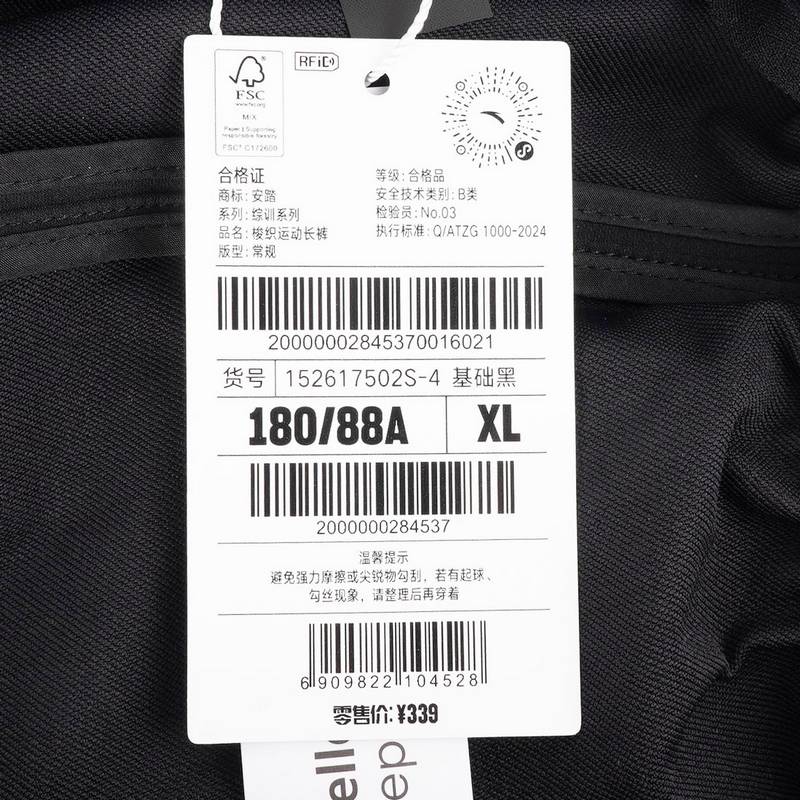 RFiD
FSC
www.fsc.org
MIX
Paper | Supporting
responsible forestry
FSC® C172600
合格证
商标: 安踏
系列: 综训系列
品名: 梭织运动长裤
版型: 常规
等级: 合格品
安全技术类别: B类
检验员: No.03
执行标准: Q/ATZG 1000-2024
20000002845370016021
货号 152617502S-4 基础黑
180/88A XL
2000000284537
温馨提示
避免强力摩擦或尖锐物勾刮，若有起球、
勾丝现象，请整理后再穿着
6 909822 104528
零售价: ¥339
ello
ep